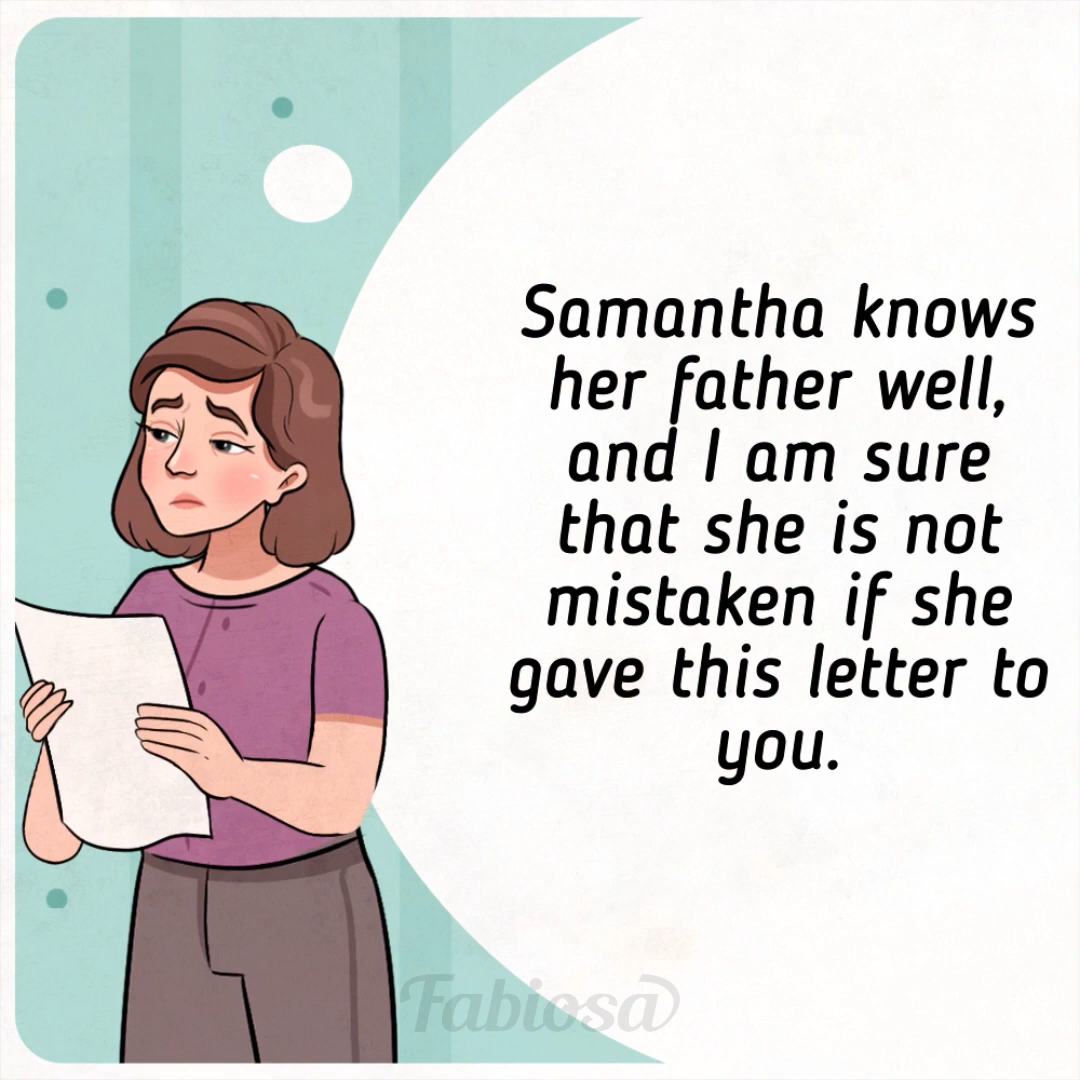 Samantha knows
her father well,
and I am sure
that she is not
mistaken if she
gave this letter to
you.
Fabiosa